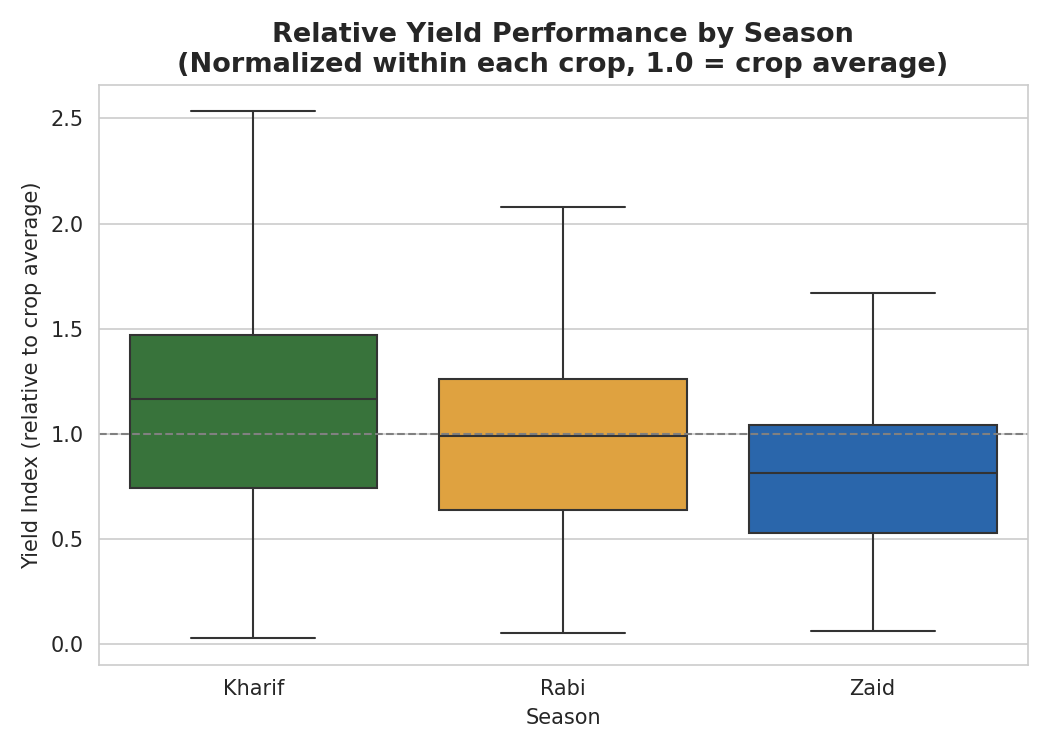 Relative Yield Performance by Season
(Normalized within each crop, 1.0 = crop average)
Yield Index (relative to crop average)
2.5
2.0
1.5
1.0
0.5
0.0
Kharif
Rabi
Zaid
Season